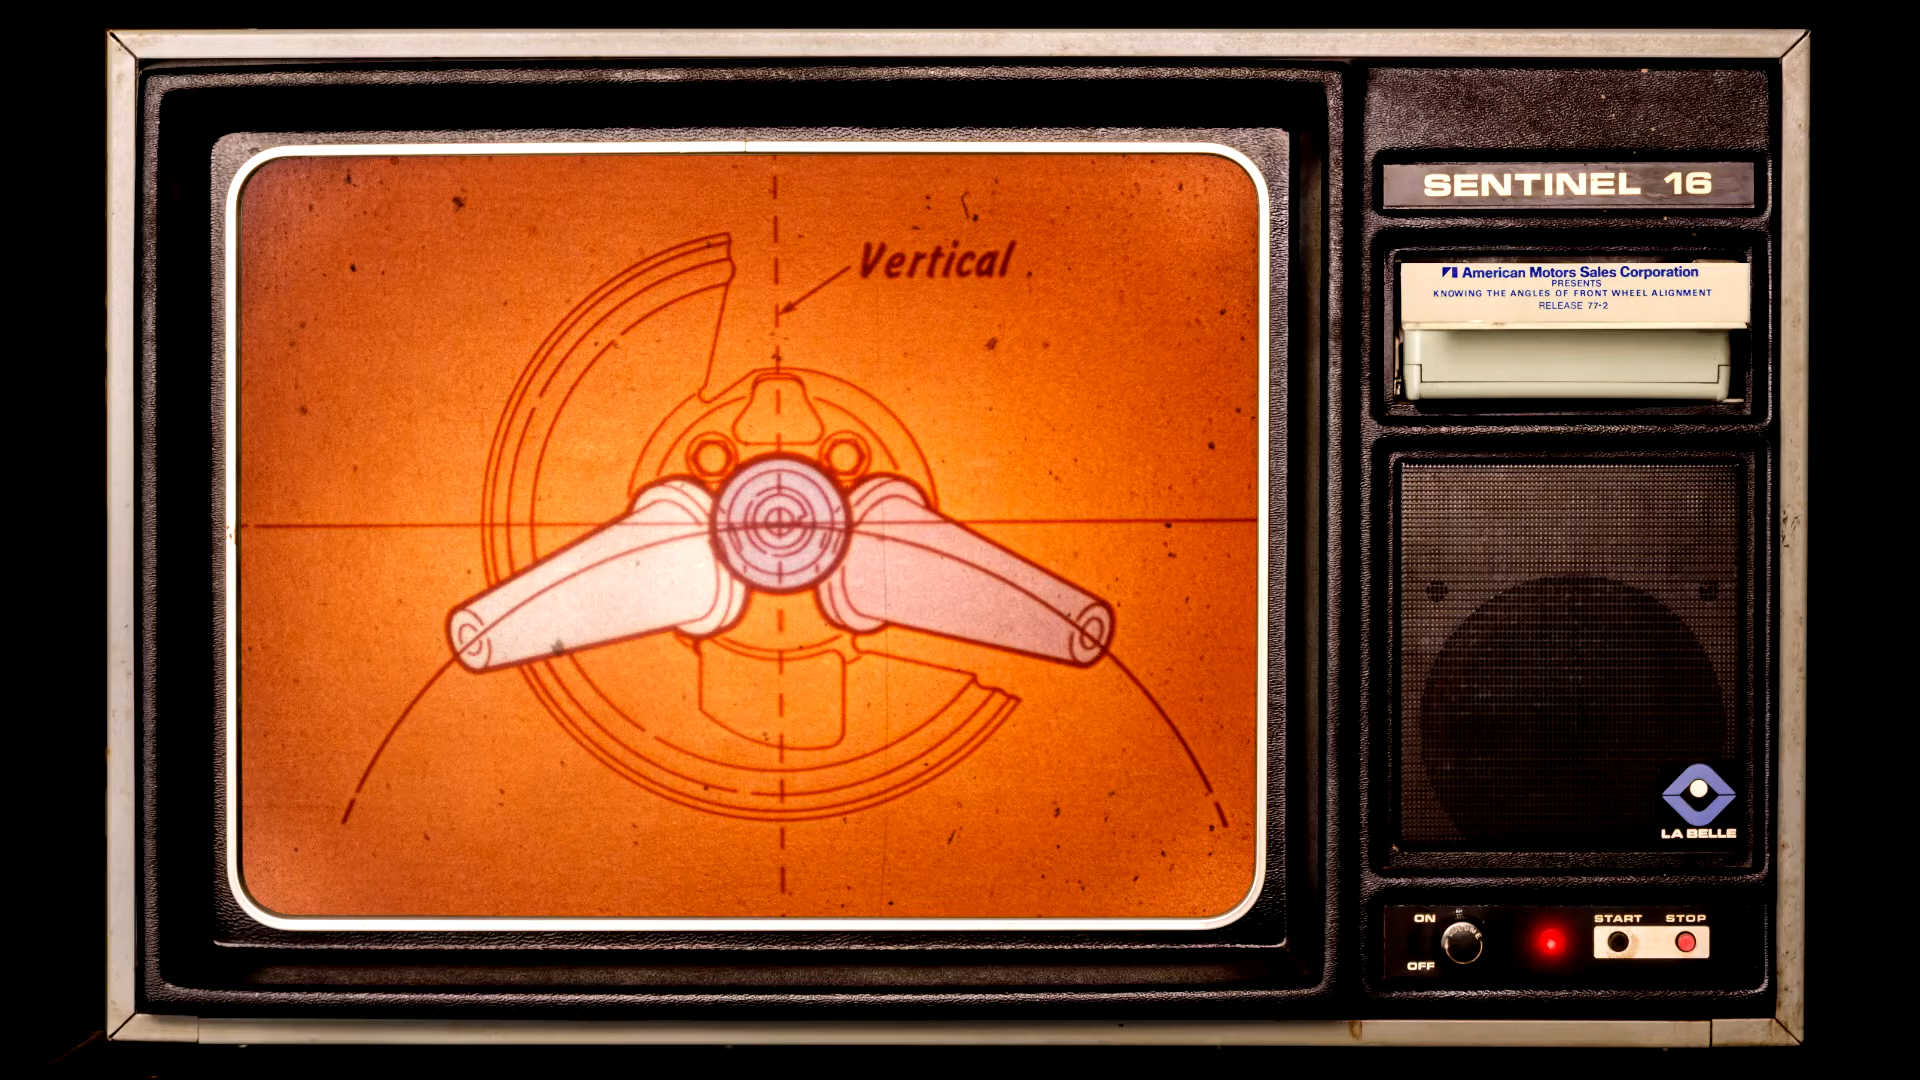 Vertical
SENTINEL 16
American Motors Sales Corporation
PRESENTS
KNOWING THE ANGLES OF FRONT WHEEL ALIGNMENT
RELEASE 77-2
LA BELLE
ON
OFF
VOLUME
START
STOP